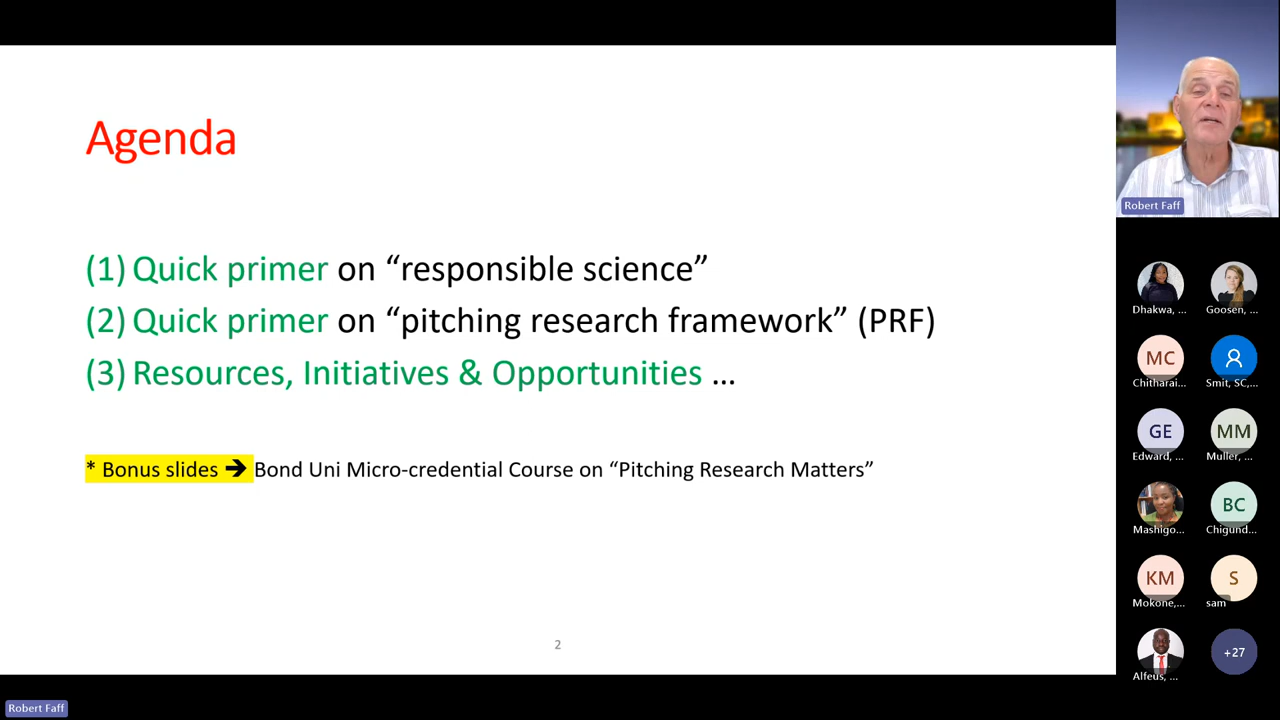 Agenda
(1) Quick primer on “responsible science”
(2) Quick primer on “pitching research framework” (PRF)
(3) Resources, Initiatives & Opportunities ...
* Bonus slides ➔ Bond Uni Micro-credential Course on “Pitching Research Matters”
2
Robert Faff
Dhakwa, ...
Goosen, ...
MC
Chitharai...
Smit, SC,...
GE
MM
Edward, ...
Muller, ...
BC
Mashigo...
Chigund...
KM
S
Mokone,...
sam
+27
Alfeus, ...
Robert Faff